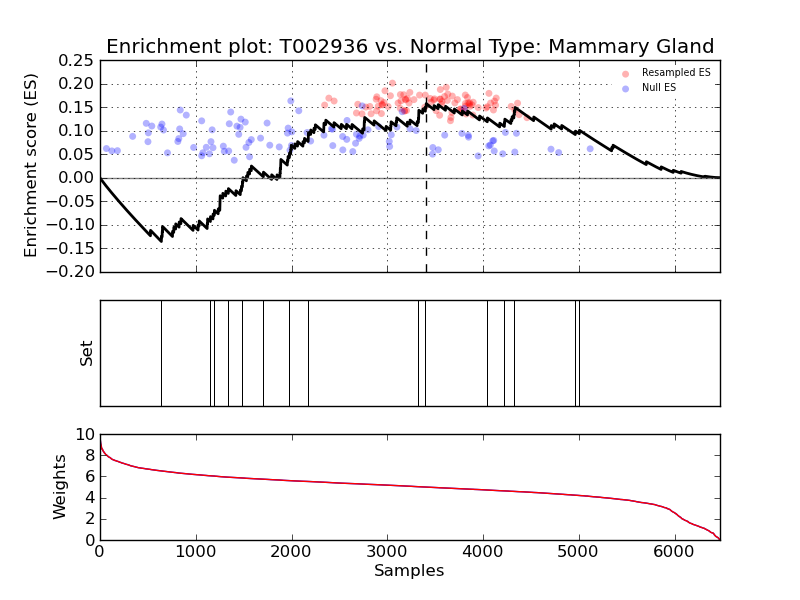 Enrichment plot: T002936 vs. Normal Type: Mammary Gland
Enrichment score (ES)
0.25
0.20
0.15
0.10
0.05
0.00
−0.05
−0.10
−0.15
−0.20
Resampled ES
Null ES
Set
Weights
10
8
6
4
2
0
0 1000 2000 3000 4000 5000 6000
Samples